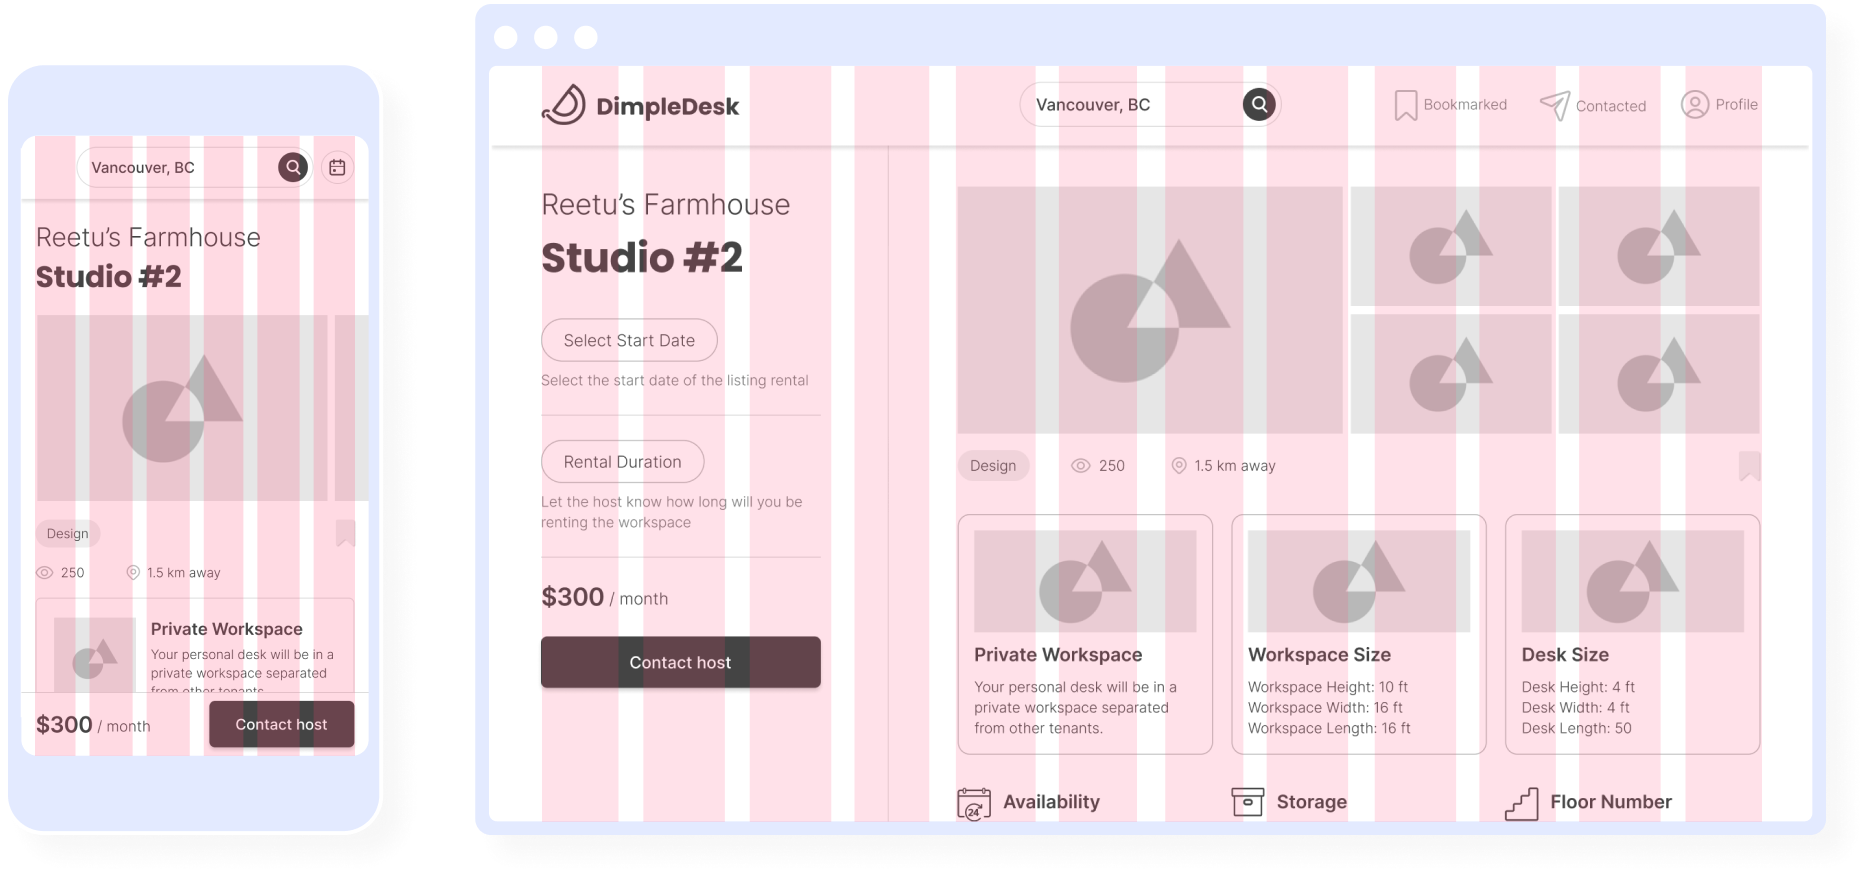 Vancouver, BC
Reetu's Farmhouse
Studio #2
Design
250
1.5 km away
Private Workspace
Your personal desk will be in a
private workspace separated
from other tenants
$300 / month
Contact host
DimpleDesk
Vancouver, BC
Bookmarked
Contacted
Profile
Reetu's Farmhouse
Studio #2
Select Start Date
Select the start date of the listing rental
Rental Duration
Let the host know how long will you be
renting the workspace
$300 / month
Contact host
Design
250
1.5 km away
Private Workspace
Your personal desk will be in a
private workspace separated
from other tenants.
Workspace Size
Workspace Height: 10 ft
Workspace Width: 16 ft
Workspace Length: 16 ft
Desk Size
Desk Height: 4 ft
Desk Width: 4 ft
Desk Length: 50
24
Availability
Storage
Floor Number